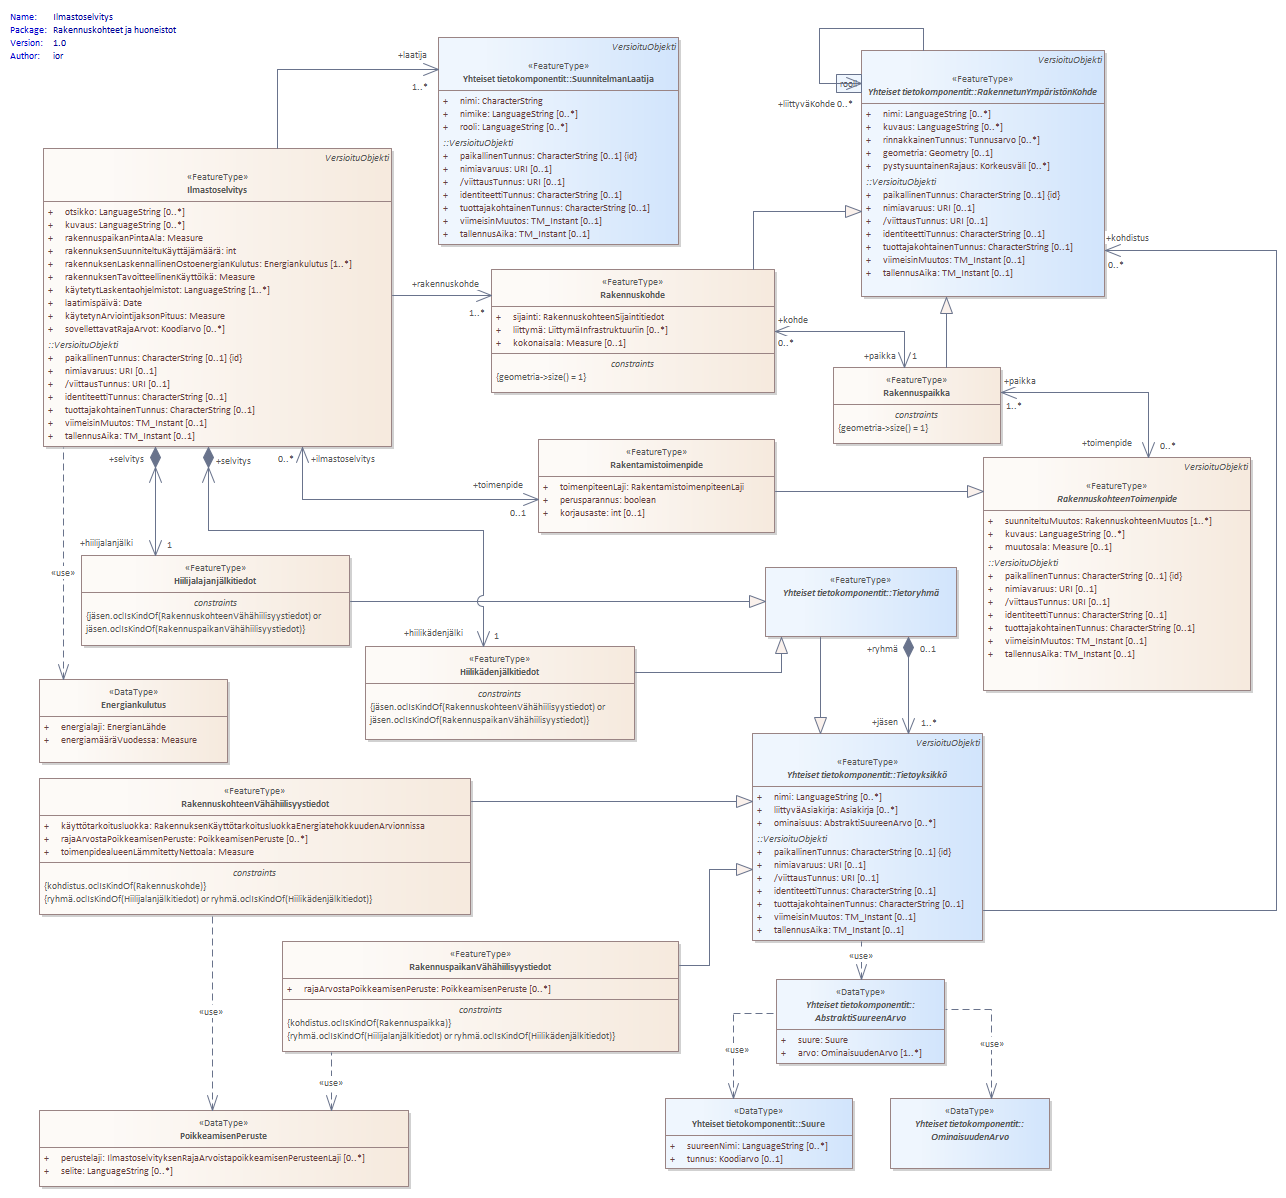 Name: Ilmastoselvitys
Package: Rakennuskohteet ja huoneistot
Version: 1.0
Author: ior
VersioituObjekti
«FeatureType»
Yhteiset tietokomponentit::SuunnitelmanLaatija
+ nimi: CharacterString
+ nimike: LanguageString [0..*]
+ rooli: LanguageString [0..*]
::VersioituObjekti
+ paikallinenTunnus: CharacterString [0..1] {id}
+ nimiavaruus: URI [0..1]
+ /viittausTunnus: URI [0..1]
+ identiteettiTunnus: CharacterString [0..1]
+ tuottajakohtainenTunnus: CharacterString [0..1]
+ viimeisinMuutos: TM_Instant [0..1]
+ tallennusAika: TM_Instant [0..1]
+laatija
1..*
VersioituObjekti
«FeatureType»
Yhteiset tietokomponentit::RakennetunYmpäristönKohde
+ nimi: LanguageString [0..*]
+ kuvaus: LanguageString [0..*]
+ rinnakkainenTunnus: Tunnusarvo [0..*]
+ geometria: Geometry [0..1]
+ pystysuuntainenRajaus: Korkeusväli [0..*]
::VersioituObjekti
+ paikallinenTunnus: CharacterString [0..1] {id}
+ nimiavaruus: URI [0..1]
+ /viittausTunnus: URI [0..1]
+ identiteettiTunnus: CharacterString [0..1]
+ tuottajakohtainenTunnus: CharacterString [0..1]
+ viimeisinMuutos: TM_Instant [0..1]
+ tallennusAika: TM_Instant [0..1]
+liittyväKohde 0..*
+kohdistus
0..*
VersioituObjekti
«FeatureType»
Ilmastoselvitys
+ otsikko: LanguageString [0..*]
+ kuvaus: LanguageString [0..*]
+ rakennuspaikanPintaAla: Measure
+ rakennuksenSuunniteltuKäyttäjämäärä: int
+ rakennuksenLaskennallinenOstoenergianKulutus: Energiankulutus [1..*]
+ rakennuksenTavoitteellinenKäyttöikä: Measure
+ käytetytLaskentaohjelmistot: LanguageString [1..*]
+ laatimispäivä: Date
+ käytetynArviointijaksonPituus: Measure
+ sovellettavatRajaArvot: Koodiarvo [0..*]
::VersioituObjekti
+ paikallinenTunnus: CharacterString [0..1] {id}
+ nimiavaruus: URI [0..1]
+ /viittausTunnus: URI [0..1]
+ identiteettiTunnus: CharacterString [0..1]
+ tuottajakohtainenTunnus: CharacterString [0..1]
+ viimeisinMuutos: TM_Instant [0..1]
+ tallennusAika: TM_Instant [0..1]
+rakennuskohde
1..*
«FeatureType»
Rakennuskohde
+ sijainti: RakennuskohteenSijaintitiedot
+ liittymä: LiittymäInfrastruktuuriin [0..*]
+ kokonaisala: Measure [0..1]
constraints
{geometria->size() = 1}
+kohde
0..*
+paikka
1
«FeatureType»
Rakennuspaikka
constraints
{geometria->size() = 1}
+paikka
1..*
+toimenpide
0..*
+selvitys
+selvitys
0..*
+ilmastoselvitys
+toimenpide
0..1
«FeatureType»
Rakentamistoimenpide
+ toimenpiteenLaji: RakentamistoimenpiteenLaji
+ perusparannus: boolean
+ korjausaste: int [0..1]
VersioituObjekti
«FeatureType»
RakennuskohteenToimenpide
+ suunniteltuMuutos: RakennuskohteenMuutos [1..*]
+ kuvaus: LanguageString [0..*]
+ muutosala: Measure [0..1]
::VersioituObjekti
+ paikallinenTunnus: CharacterString [0..1] {id}
+ nimiavaruus: URI [0..1]
+ /viittausTunnus: URI [0..1]
+ identiteettiTunnus: CharacterString [0..1]
+ tuottajakohtainenTunnus: CharacterString [0..1]
+ viimeisinMuutos: TM_Instant [0..1]
+ tallennusAika: TM_Instant [0..1]
+hiilijalanjälki
1
«use»
«FeatureType»
Hiilijalajanjälkitiedot
constraints
{jäsen.oclIsKindOf(RakennuskohteenVähähiilisyystiedot) or
jäsen.oclIsKindOf(RakennuspaikanVähähiilisyystiedot)}
«FeatureType»
Yhteiset tietokomponentit::Tietoryhmä
+hiilikädenjälki
1
+ryhmä
0..1
+jäsen
1..*
«FeatureType»
Hiilikädenjälkitiedot
constraints
{jäsen.oclIsKindOf(RakennuskohteenVähähiilisyystiedot) or
jäsen.oclIsKindOf(RakennuspaikanVähähiilisyystiedot)}
«DataType»
Energiankulutus
+ energialaji: EnergianLähde
+ energiamääräVuodessa: Measure
VersioituObjekti
«FeatureType»
Yhteiset tietokomponentit::Tietoyksikkö
+ nimi: LanguageString [0..*]
+ liittyväAsiakirja: Asiakirja [0..*]
+ ominaisuus: AbstraktiSuureenArvo [0..*]
::VersioituObjekti
+ paikallinenTunnus: CharacterString [0..1] {id}
+ nimiavaruus: URI [0..1]
+ /viittausTunnus: URI [0..1]
+ identiteettiTunnus: CharacterString [0..1]
+ tuottajakohtainenTunnus: CharacterString [0..1]
+ viimeisinMuutos: TM_Instant [0..1]
+ tallennusAika: TM_Instant [0..1]
«FeatureType»
RakennuskohteenVähähiilisyystiedot
+ käyttötarkoitusluokka: RakennuksenKäyttötarkoitusluokkaEnergiatehokkuudenArvionnissa
+ rajaArvostaPoikkeamisenPeruste: PoikkeamisenPeruste [0..*]
+ toimenpidealueenLämmitettyNettoala: Measure
constraints
{kohdistus.oclIsKindOf(Rakennuskohde)}
{ryhmä.oclIsKindOf(Hiilijalanjälkitiedot) or ryhmä.oclIsKindOf(Hiilikädenjälkitiedot)}
«FeatureType»
RakennuspaikanVähähiilisyystiedot
+ rajaArvostaPoikkeamisenPeruste: PoikkeamisenPeruste [0..*]
constraints
{kohdistus.oclIsKindOf(Rakennuspaikka)}
{ryhmä.oclIsKindOf(Hiilijalanjälkitiedot) or ryhmä.oclIsKindOf(Hiilikädenjälkitiedot)}
«use»
«use»
«use»
«DataType»
Yhteiset tietokomponentit::
AbstraktiSuureenArvo
+ suure: Suure
+ arvo: OminaisuudenArvo [1..*]
«use»
«use»
«DataType»
PoikkeamisenPeruste
+ perustelaji: IlmastoselvityksenRajaArvoistapoikkeamisenPerusteenLaji [0..*]
+ selite: LanguageString [0..*]
«DataType»
Yhteiset tietokomponentit::Suure
+ suureenNimi: LanguageString [0..*]
+ tunnus: Koodiarvo [0..1]
«DataType»
Yhteiset tietokomponentit::
OminaisuudenArvo